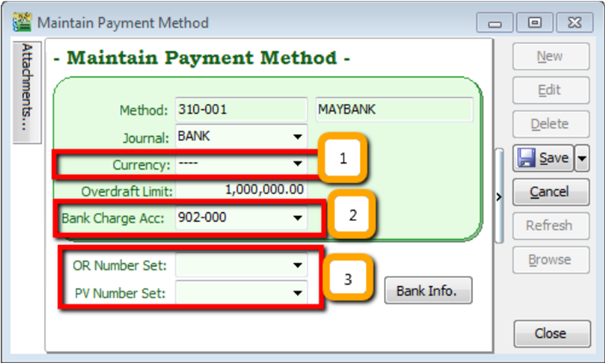 Maintain Payment Method
Attachments...
- Maintain Payment Method -
Method: 310-001 MAYBANK
Journal: BANK
Currency: ---- 1
Overdraft Limit: 1,000,000.00
Bank Charge Acc: 902-000 2
OR Number Set: 3
PV Number Set:
Bank Info.
New
Edit
Delete
Save
Cancel
Refresh
Browse
Close